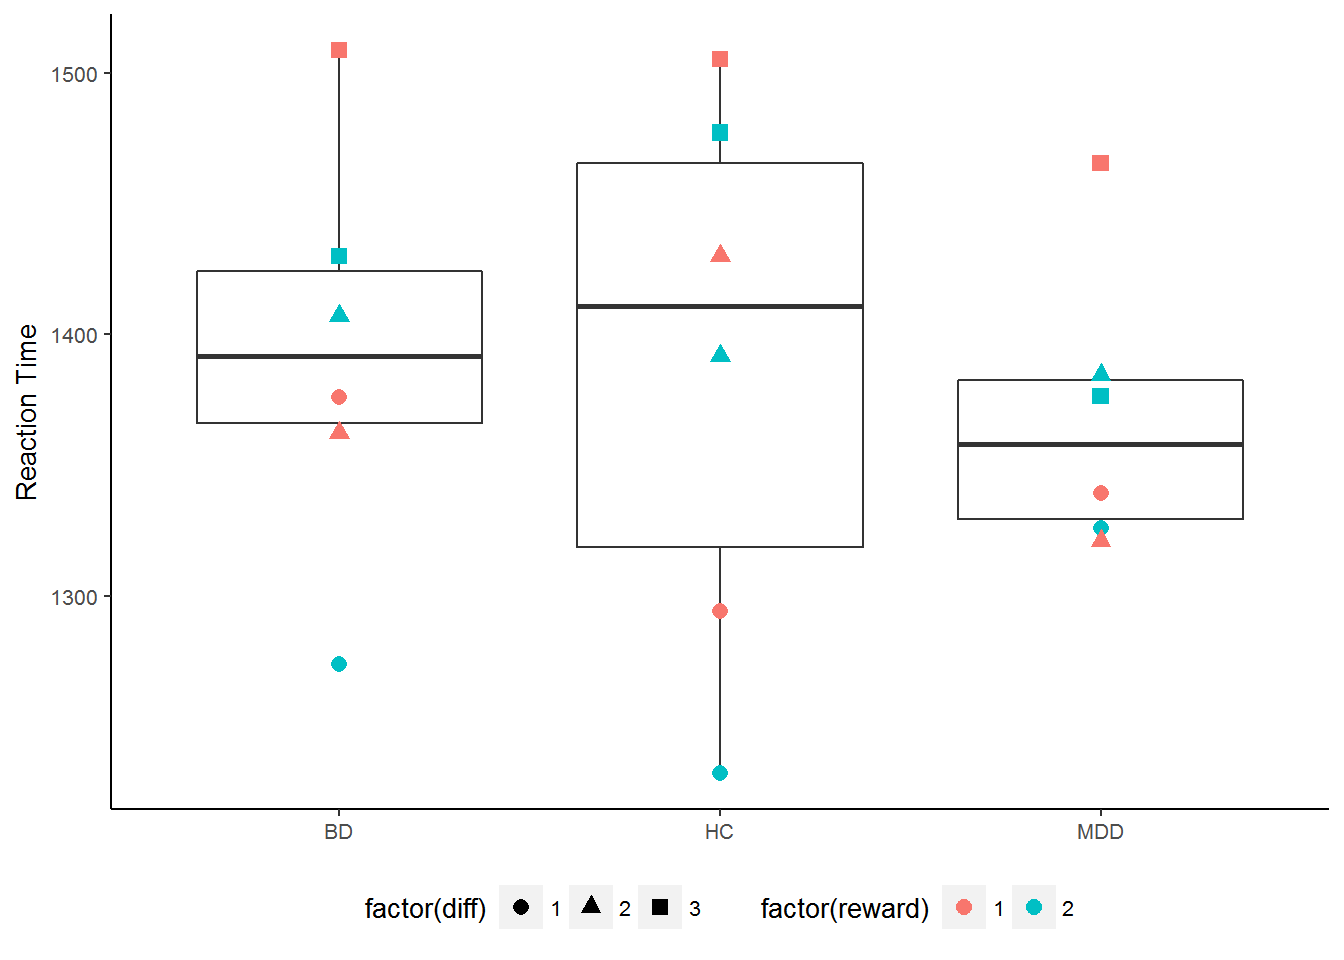 1500
1400
1300
Reaction Time
BD HC MDD
factor(diff) 1 2 3 factor(reward) 1 2